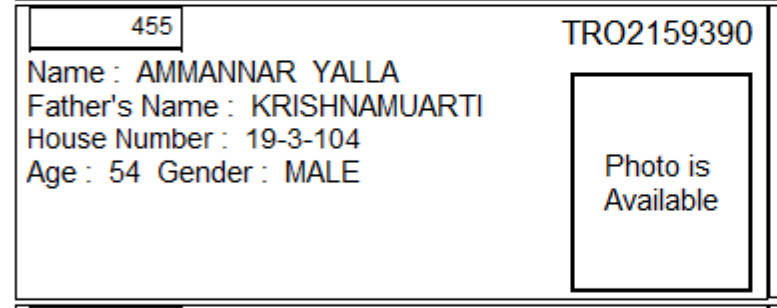 455
TRO2159390
Name : AMMANNAR YALLA
Father's Name : KRISHNAMUARTI
House Number : 19-3-104
Age : 54 Gender : MALE
Photo is
Available